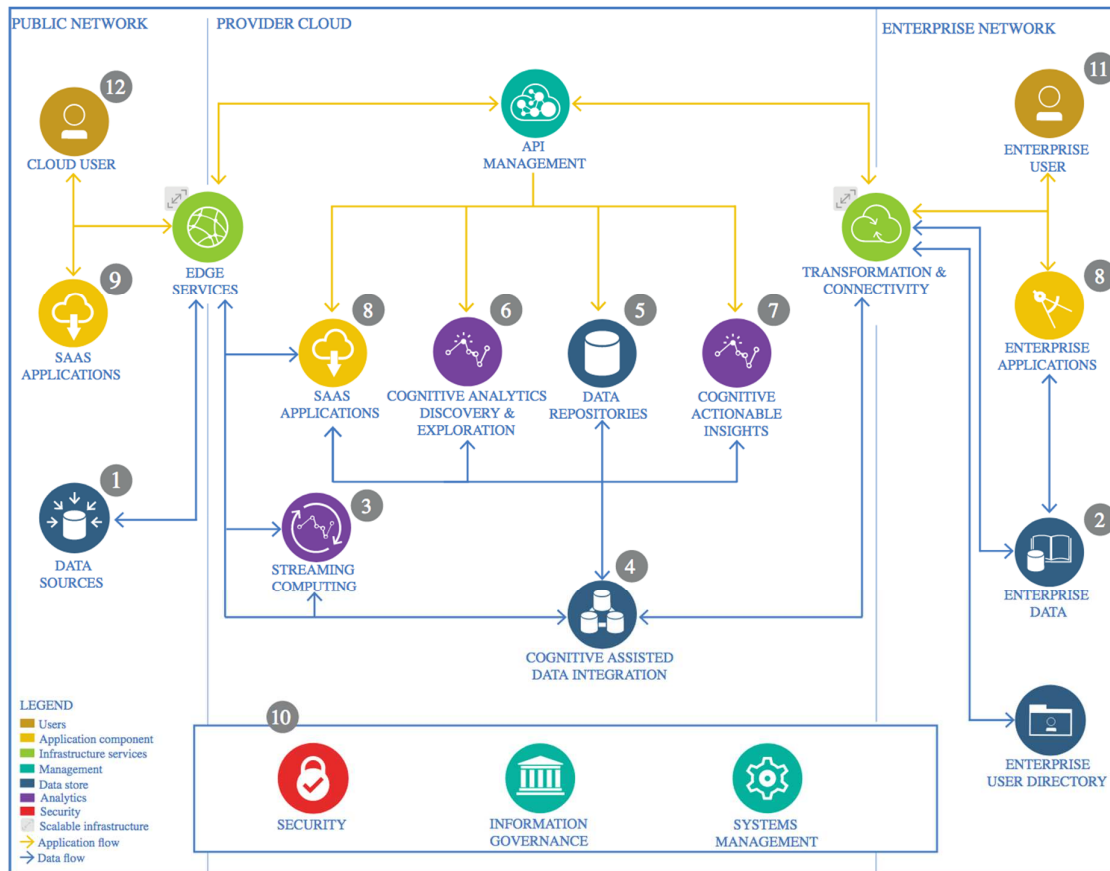 PUBLIC NETWORK
PROVIDER CLOUD
ENTERPRISE NETWORK
12
CLOUD USER
API
MANAGEMENT
11
ENTERPRISE
USER
EDGE
SERVICES
TRANSFORMATION &
CONNECTIVITY
9
SAAS
APPLICATIONS
8
SAAS
APPLICATIONS
6
COGNITIVE ANALYTICS
DISCOVERY &
EXPLORATION
5
DATA
REPOSITORIES
7
COGNITIVE
ACTIONABLE
INSIGHTS
8
ENTERPRISE
APPLICATIONS
1
DATA
SOURCES
3
STREAMING
COMPUTING
4
COGNITIVE ASSISTED
DATA INTEGRATION
2
ENTERPRISE
DATA
ENTERPRISE
USER DIRECTORY
LEGEND
Users
Application component
Infrastructure services
Management
Data store
Analytics
Security
Scalable infrastructure
Application flow
Data flow
10
SECURITY
INFORMATION
GOVERNANCE
SYSTEMS
MANAGEMENT